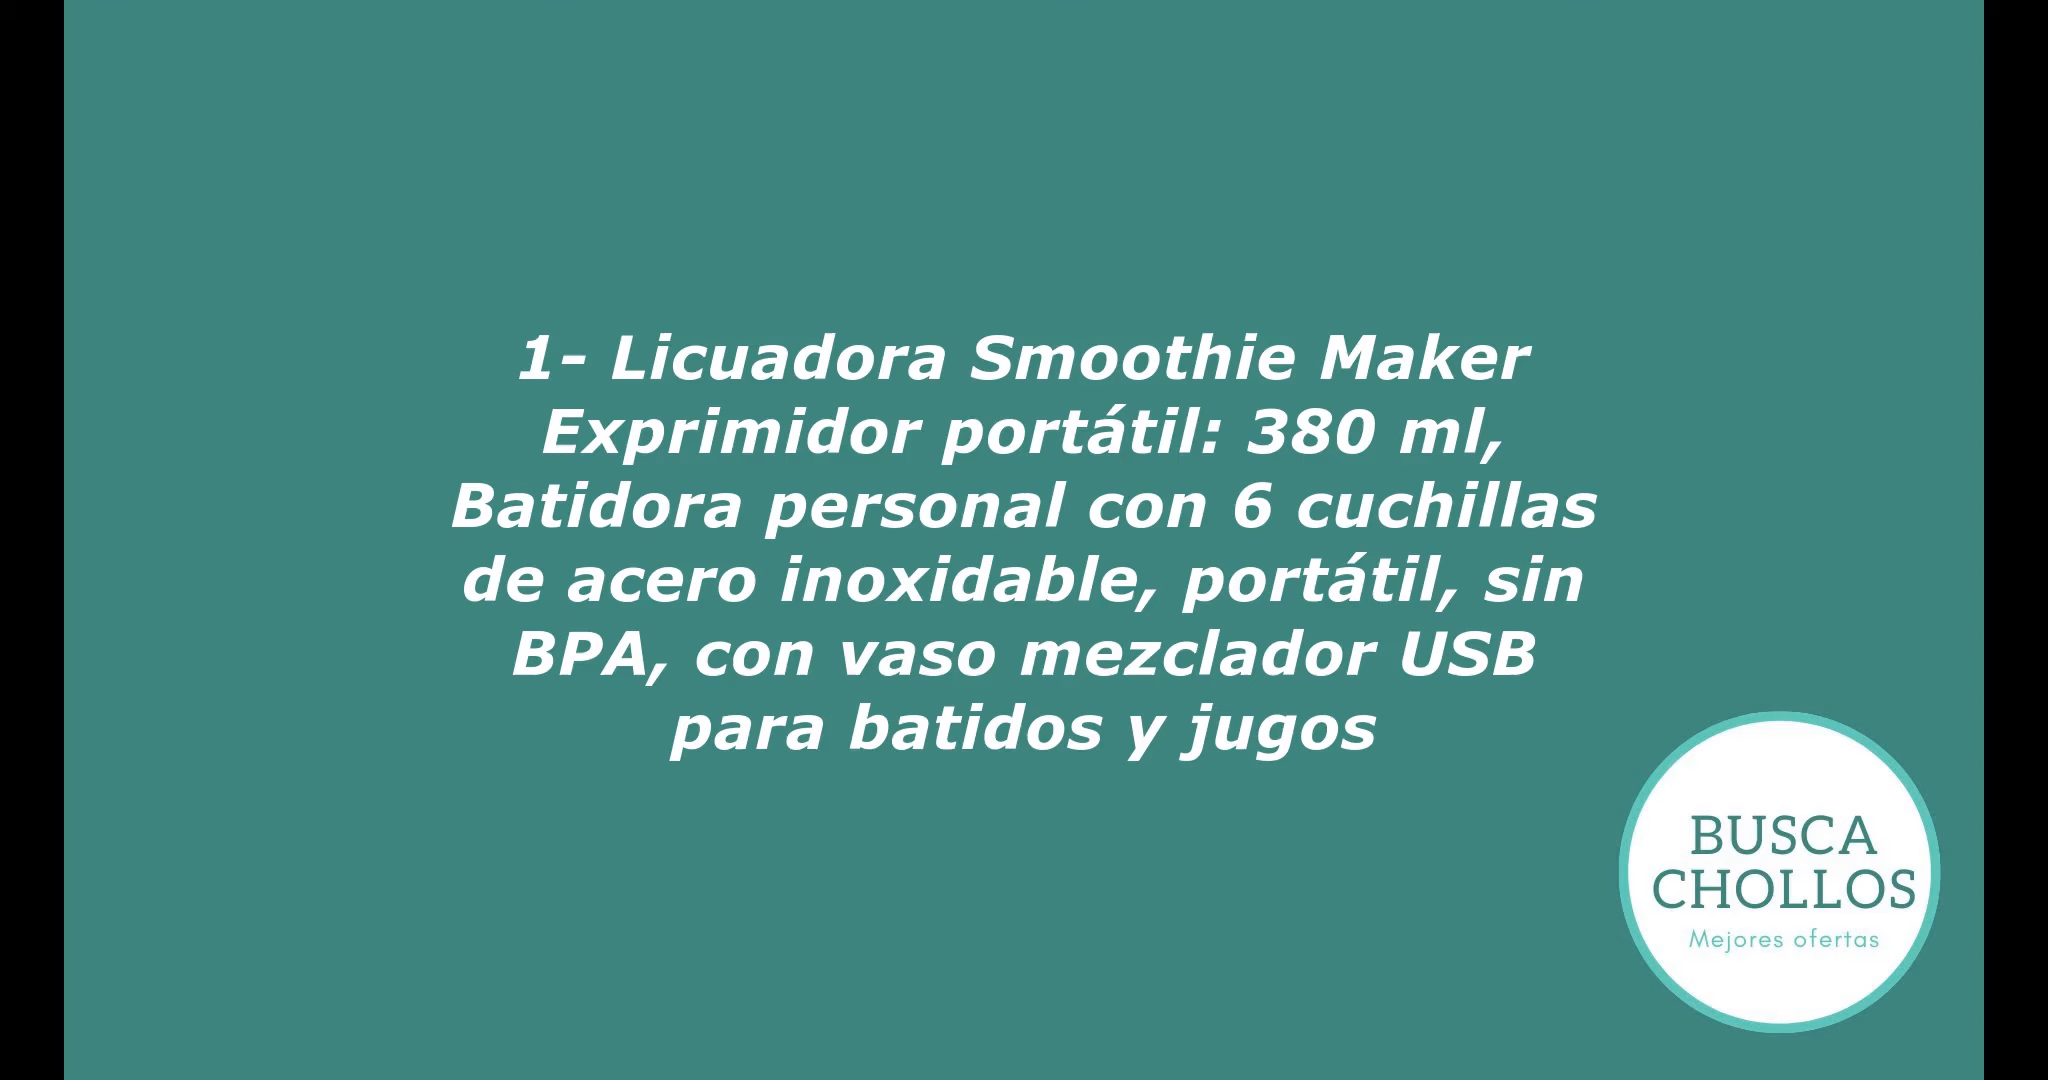 1- Licuadora Smoothie Maker
Exprimidor portátil: 380 ml,
Batidora personal con 6 cuchillas
de acero inoxidable, portátil, sin
BPA, con vaso mezclador USB
para batidos y jugos
BUSCA
CHOLLOS
Mejores ofertas